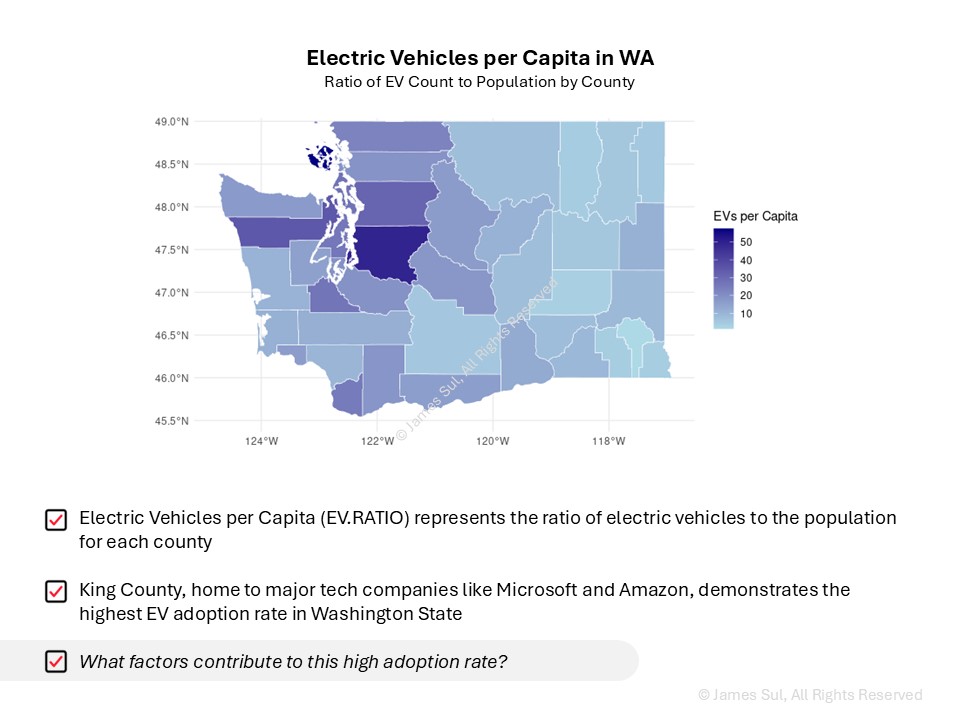 Electric Vehicles per Capita in WA
Ratio of EV Count to Population by County
49.0°N
48.5°N
48.0°N
47.5°N
47.0°N
46.5°N
46.0°N
45.5°N
124°W
122°W
120°W
118°W
EVs per Capita
50
40
30
20
10
© James Sul, All Rights Reserved
Electric Vehicles per Capita (EV.RATIO) represents the ratio of electric vehicles to the population
for each county
King County, home to major tech companies like Microsoft and Amazon, demonstrates the
highest EV adoption rate in Washington State
What factors contribute to this high adoption rate?
© James Sul, All Rights Reserved